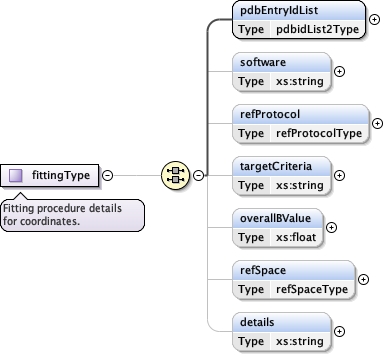 pdbEntryIdList
Type pdbidList2Type
software
Type xs:string
refProtocol
Type refProtocolType
targetCriteria
Type xs:string
fittingType
Fitting procedure details
for coordinates.
overallBValue
Type xs:float
refSpace
Type refSpaceType
details
Type xs:string